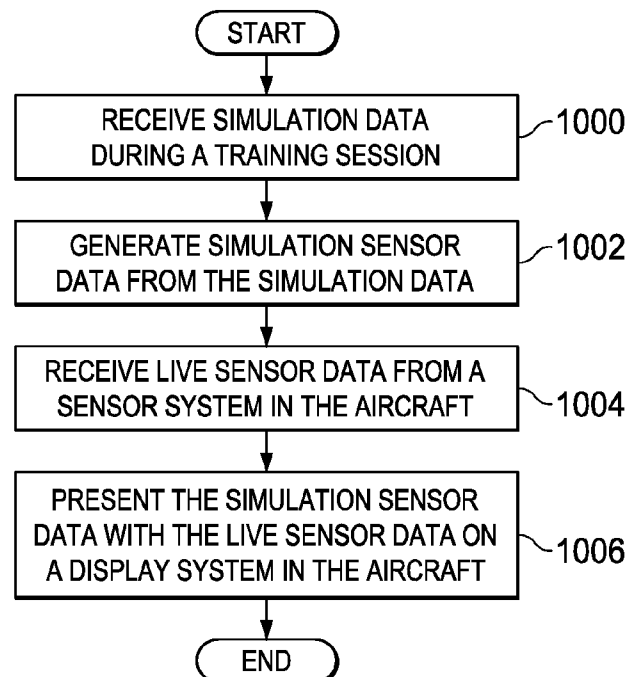 START
RECEIVE SIMULATION DATA
DURING A TRAINING SESSION
1000
GENERATE SIMULATION SENSOR
DATA FROM THE SIMULATION DATA
1002
RECEIVE LIVE SENSOR DATA FROM A
SENSOR SYSTEM IN THE AIRCRAFT
1004
PRESENT THE SIMULATION SENSOR
DATA WITH THE LIVE SENSOR DATA ON
A DISPLAY SYSTEM IN THE AIRCRAFT
1006
END